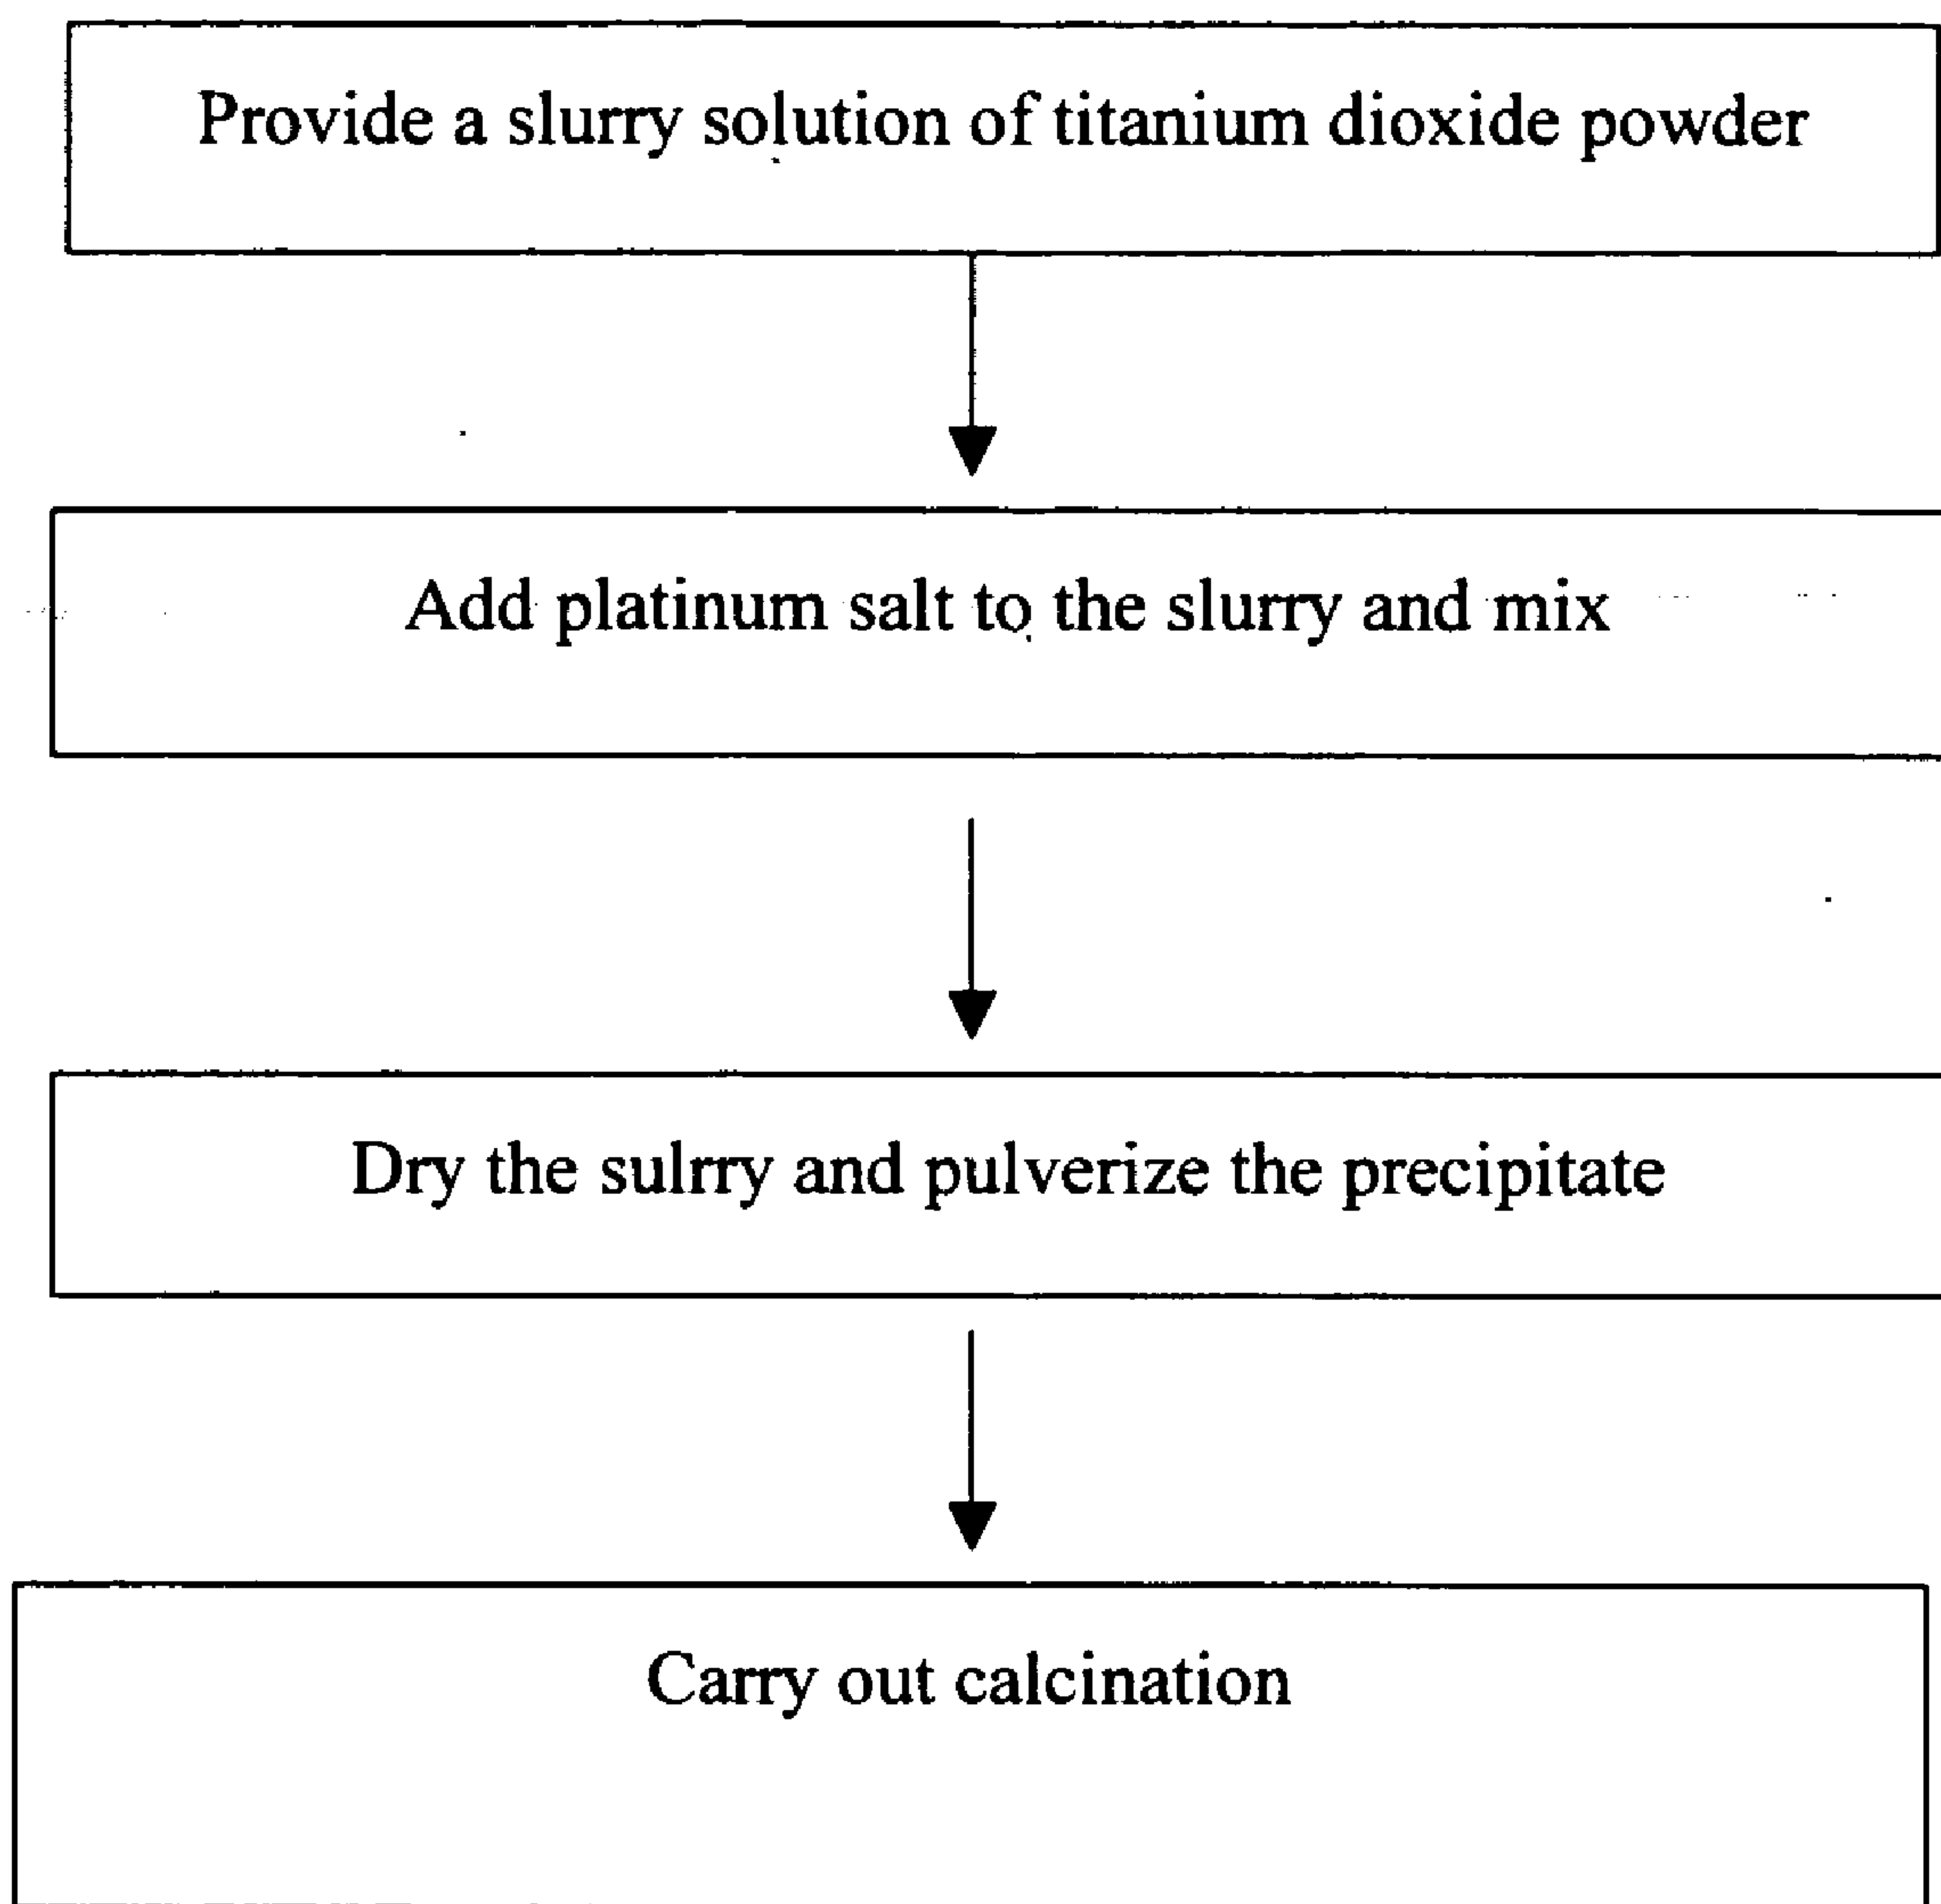 Provide a slurry solution of titanium dioxide powder
Add platinum salt to the slurry and mix
Dry the sulrry and pulverize the precipitate
Carry out calcination